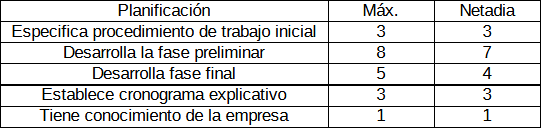 Planificación Máx. Netadia
Especifica procedimiento de trabajo inicial 3 3
Desarrolla la fase preliminar 8 7
Desarrolla fase final 5 4
Establece cronograma explicativo 3 3
Tiene conocimiento de la empresa 1 1